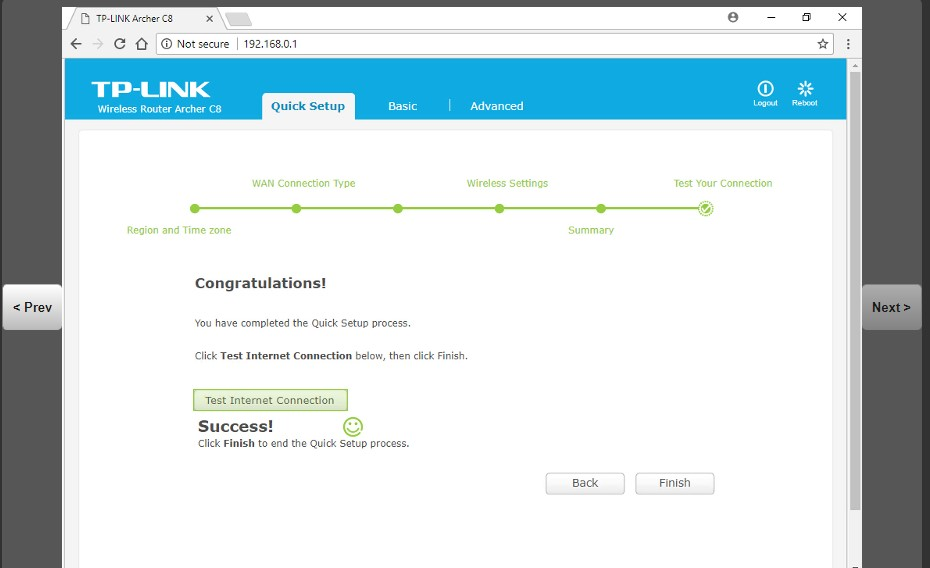 TP-LINK Archer C8
Not secure | 192.168.0.1
TP-LINK
Wireless Router Archer C8
Quick Setup
Basic
Advanced
Logout
Reboot
WAN Connection Type
Wireless Settings
Test Your Connection
Region and Time zone
Summary
< Prev
Next >
Congratulations!
You have completed the Quick Setup process.
Click Test Internet Connection below, then click Finish.
Test Internet Connection
Success!
Click Finish to end the Quick Setup process.
Back
Finish